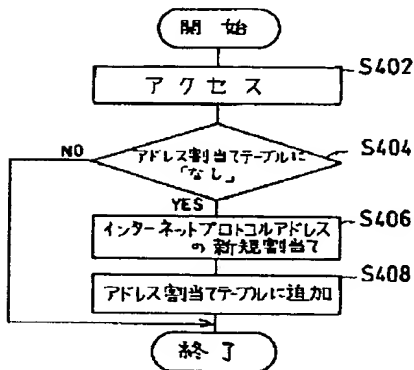 開始
アクセス
S402
アドレス割当てテーブルに
「なし」
S404
NO
YES
インターネットプロトコルアドレス
の新規割当て
S406
アドレス割当てテーブルに追加
S408
終了